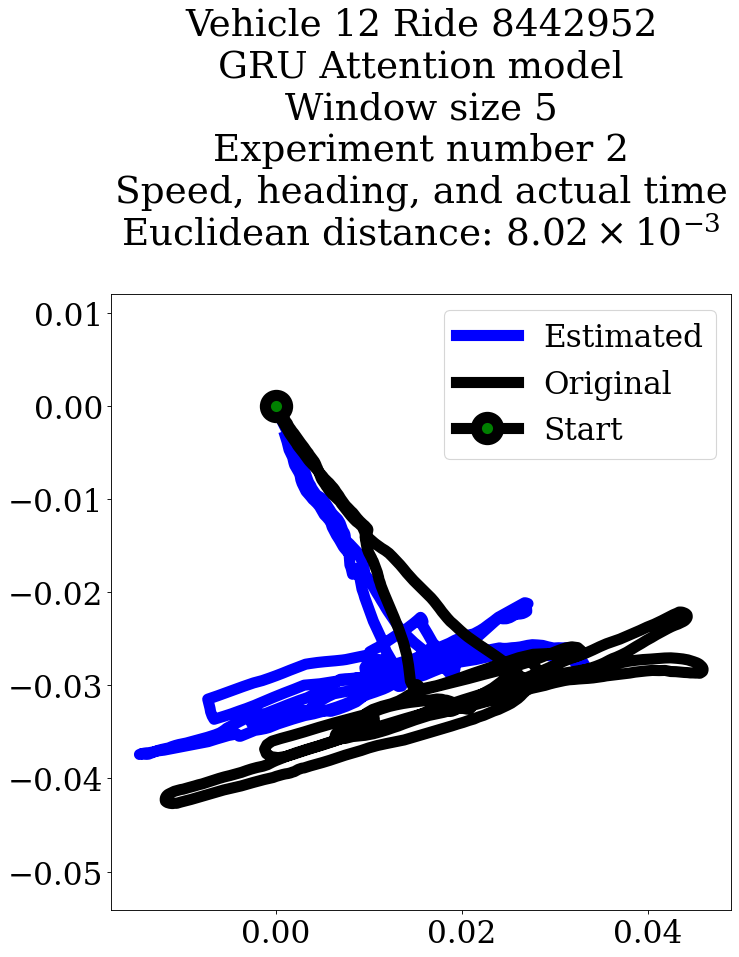 Vehicle 12 Ride 8442952
GRU Attention model
Window size 5
Experiment number 2
Speed, heading, and actual time
Euclidean distance: 8.02 × 10⁻³
Estimated
Original
Start
0.01
0.00
−0.01
−0.02
−0.03
−0.04
−0.05
0.00 0.02 0.04